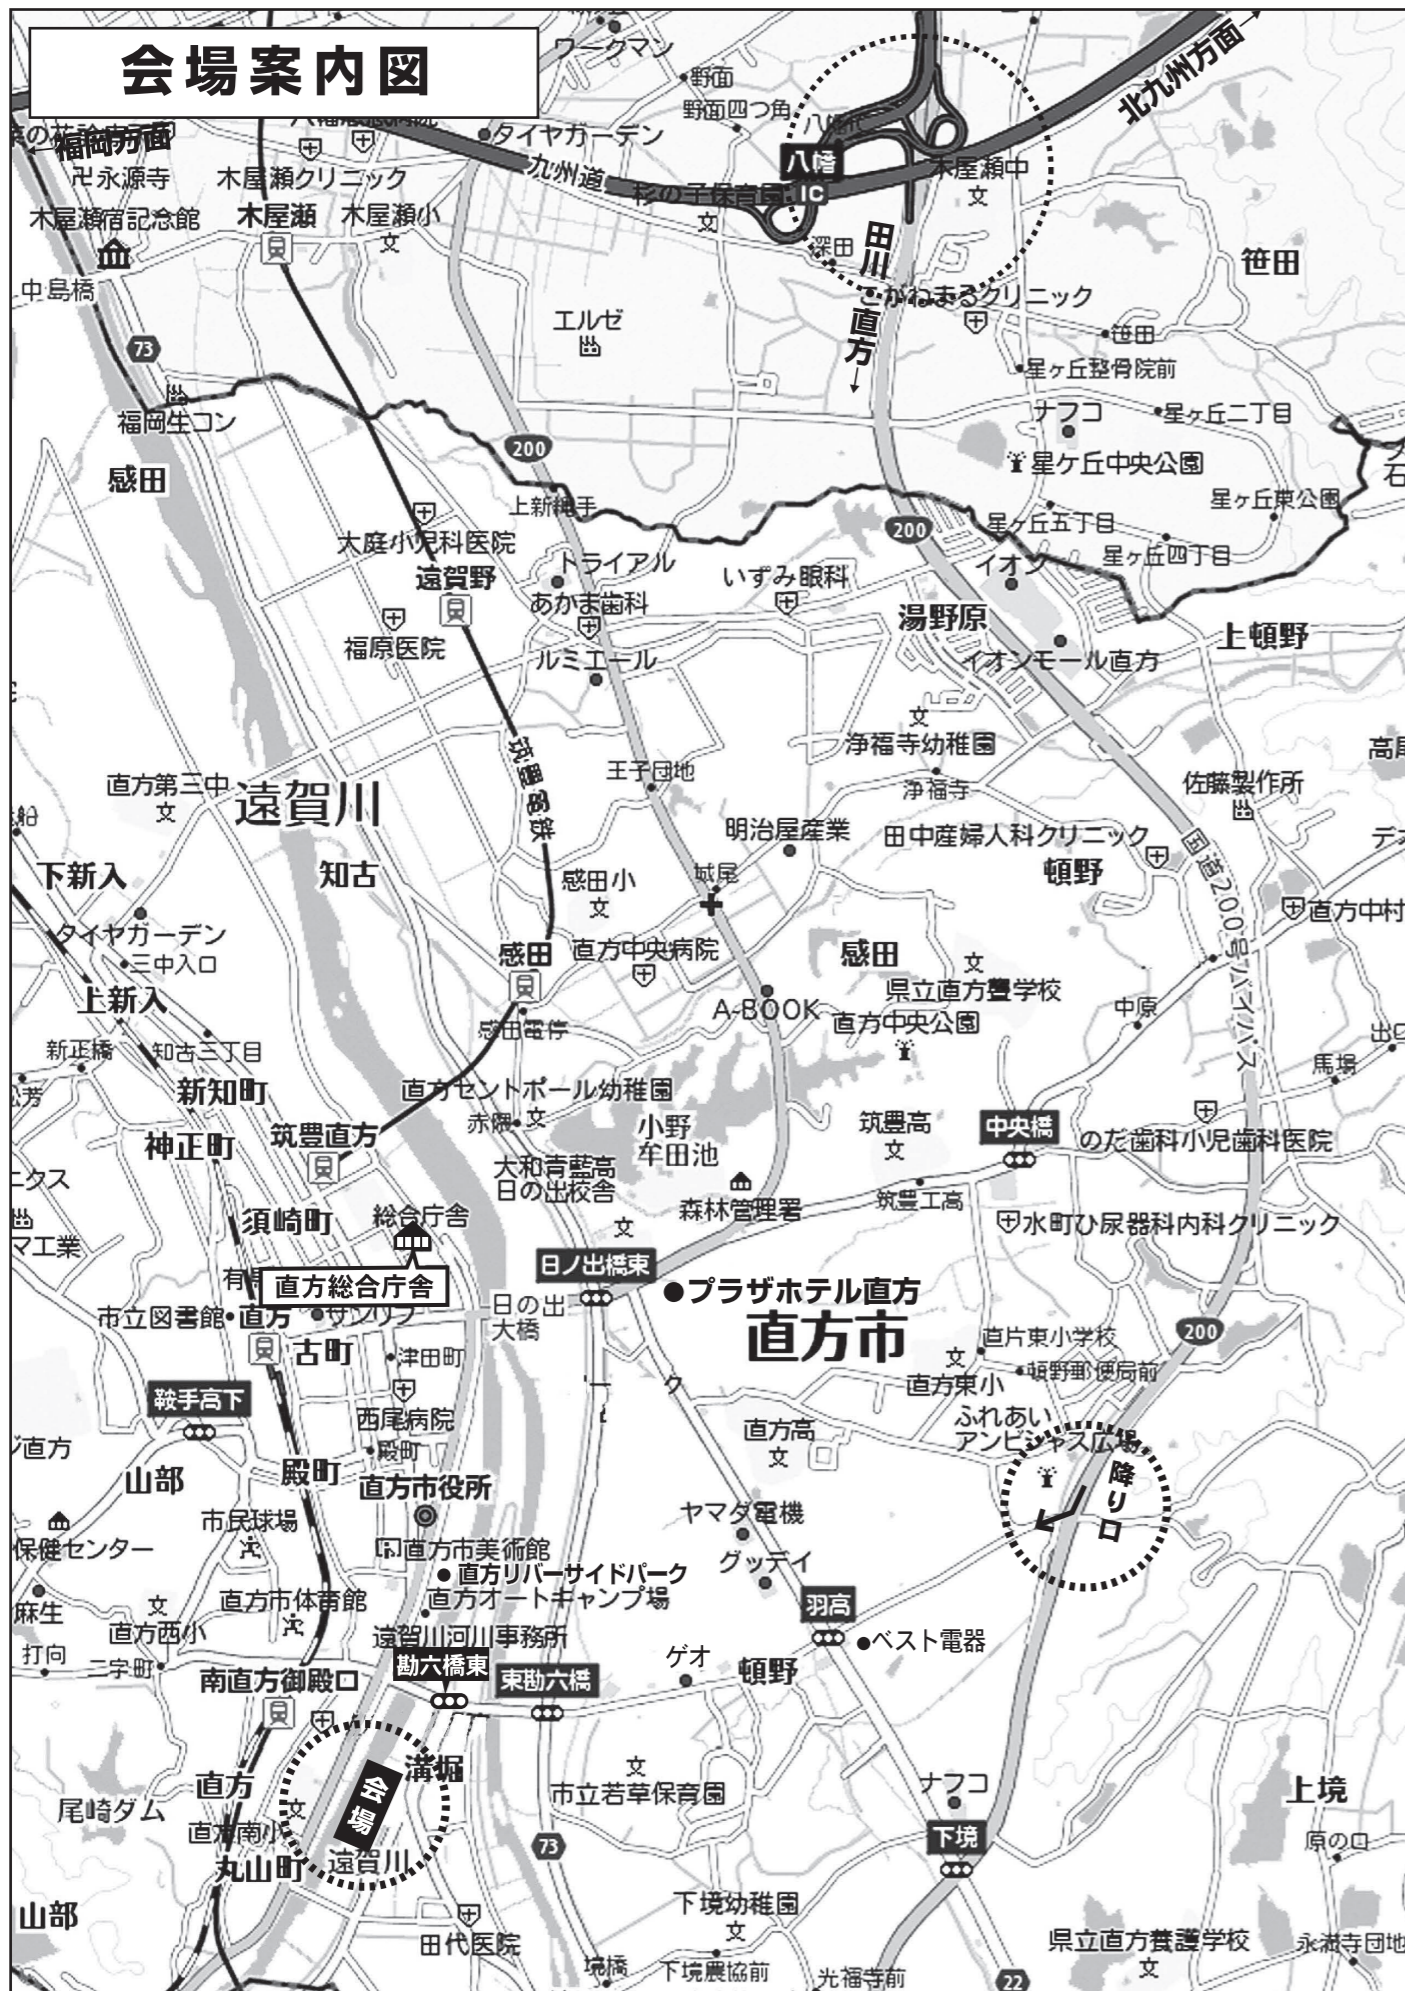 会場案内図
ワークマン
野面
野面四つ角
北九州方面→
福岡方面
タイヤガーデン
九州道
八幡
IC
木屋瀬中
永源寺
木屋瀬クリニック
杉の子保育園
木屋瀬宿記念館
木屋瀬
木屋瀬小
深田
田川
直方
↓
笹田
中島橋
こがねまるクリニック
エルゼ
笹田
73
星ヶ丘整骨院前
福岡生コン
ナフコ
星ヶ丘二丁目
200
感田
星ケ丘中央公園
上新縄手
星ヶ丘東公園
200
星ヶ丘五丁目
大庭小児科医院
星ヶ丘四丁目
トライアル
いずみ眼科
イオン
遠賀野
あかま歯科
湯野原
福原医院
上頓野
ルミエール
イオンモール直方
浄福寺幼稚園
筑豊電鉄
王子団地
直方第三中
遠賀川
浄福寺
佐藤製作所
明治屋産業
田中産婦人科クリニック
国道200号バイパス
下新入
知古
感田小
城尾
頓野
直方中村
タイヤガーデン
三中入口
感田
直方中央病院
感田
上新入
県立直方聾学校
A-BOOK
直方中央公園
中原
感田電停
新正橋
知古三丁目
馬場
新知町
直方セントポール幼稚園
赤隈
小野
牟田池
筑豊高
中央橋
神正町
筑豊直方
のだ歯科小児歯科医院
大和青藍高
日の出校舎
森林管理署
筑豊工高
須崎町
総合庁舎
水町ひ尿器科内科クリニック
日ノ出橋東
直方総合庁舎
●プラザホテル直方
市立図書館
直方
サンリブ
日の出
大橋
直方市
古町
津田町
200
頓野郵便局前
鞍手高下
直方東小
西尾病院
ふれあい
アンビシャス広場
殿町
直方高
山部
殿町
直方市役所
降り口
市民球場
ヤマダ電機
保健センター
直方市美術館
グッデイ
●直方リバーサイドパーク
直方市体育館
直方オートキャンプ場
麻生
羽高
直方西小
遠賀川河川事務所
●ベスト電器
打向
二字町
勘六橋東
ゲオ
頓野
南直方御殿口
東勘六橋
溝堀
会場
直方
市立若草保育園
ナフコ
上境
尾崎ダム
直方南小
73
下境
遠賀川
原の口
丸山町
山部
下境幼稚園
田代医院
県立直方養護学校
永満寺団地
境橋
下境農協前
光福寺前
22